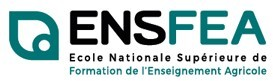 ENSFEA
Ecole Nationale Supérieure de
Formation de l'Enseignement Agricole